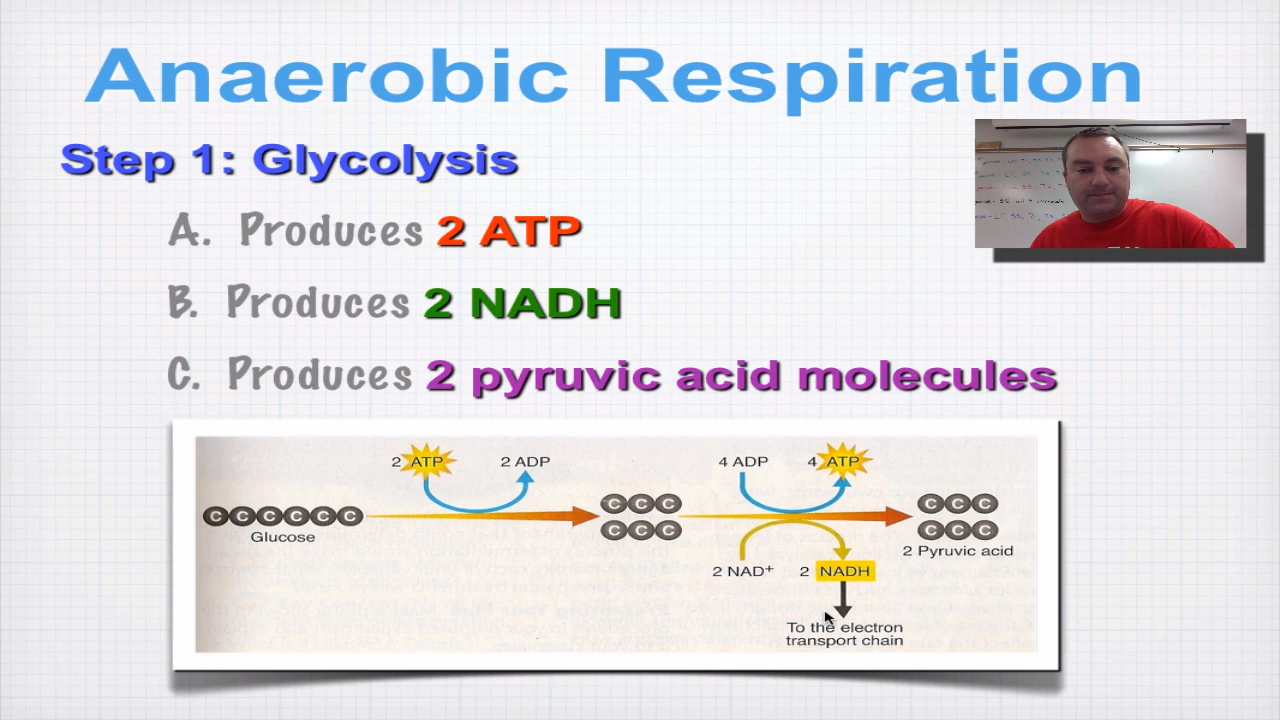 Anaerobic Respiration
Step 1: Glycolysis
A. Produces 2 ATP
B. Produces 2 NADH
C. Produces 2 pyruvic acid molecules
2 ATP 2 ADP 4 ADP 4 ATP
C C C C C C
Glucose
C C C
C C C
C C C
C C C
2 Pyruvic acid
2 NAD+ 2 NADH
To the electron
transport chain